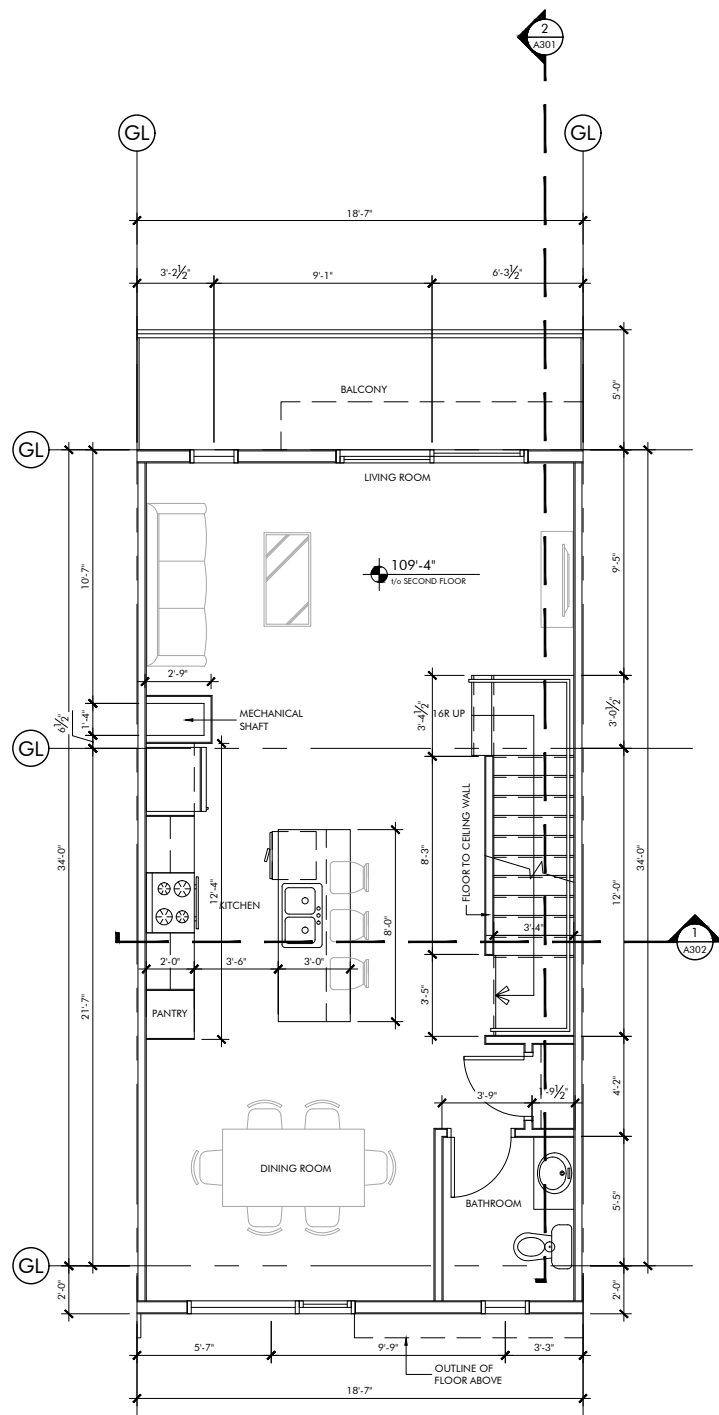 2
A301
GL
GL
18'-7"
3'-2½"
9'-1"
6'-3½"
5'-0"
BALCONY
GL
LIVING ROOM
10'-7"
109'-4"
t/o SECOND FLOOR
9'-5"
2'-9"
6½"
1'-4"
MECHANICAL
SHAFT
3'-4½"
16R UP
3'-0½"
GL
34'-0"
8'-3"
FLOOR TO CEILING WALL
12'-0"
34'-0"
12'-4"
KITCHEN
8'-0"
3'-4"
1
A302
2'-0"
3'-6"
3'-0"
21'-7"
PANTRY
3'-5"
3'-9"
-9½"
4'-2"
DINING ROOM
BATHROOM
5'-5"
GL
2'-0"
2'-0"
5'-7"
9'-9"
3'-3"
OUTLINE OF
FLOOR ABOVE
18'-7"